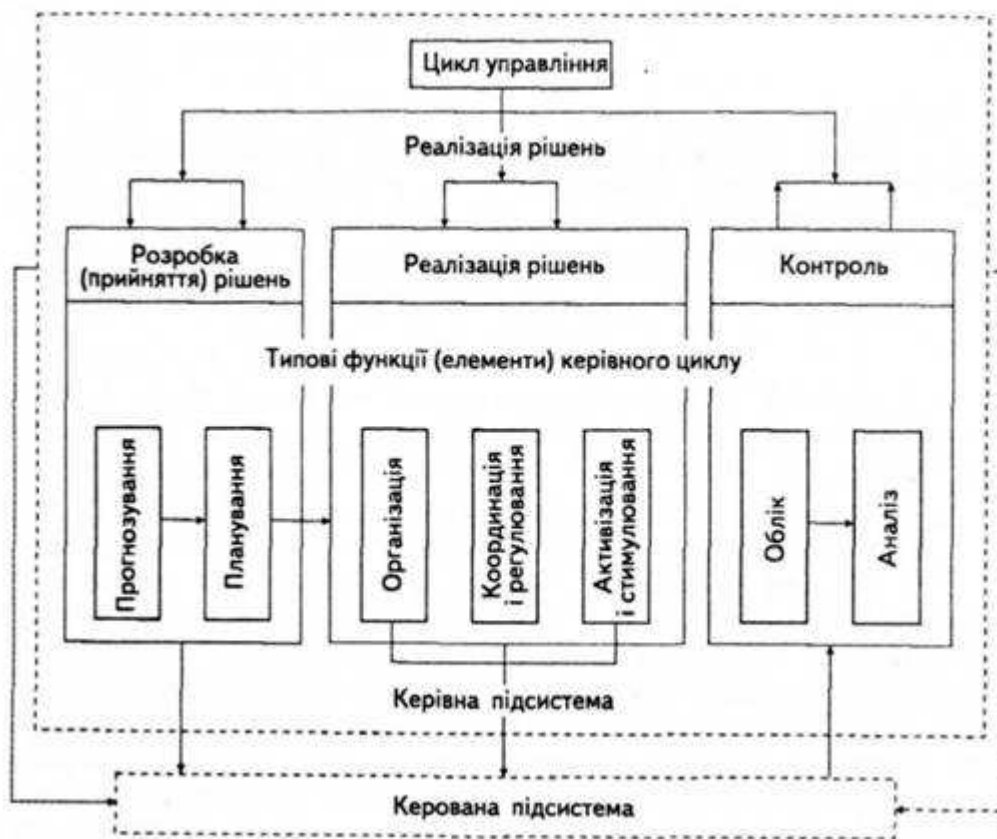 Цикл управління
Реалізація рішень
Розробка
(прийняття) рішень
Реалізація рішень
Контроль
Типові функції (елементи) керівного циклу
Прогнозування
Планування
Організація
Координація
і регулювання
Активізація
і стимулювання
Облік
Аналіз
Керівна підсистема
Керована підсистема